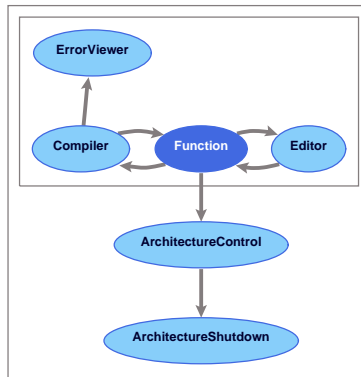 ErrorViewer
Compiler
Function
Editor
ArchitectureControl
ArchitectureShutdown